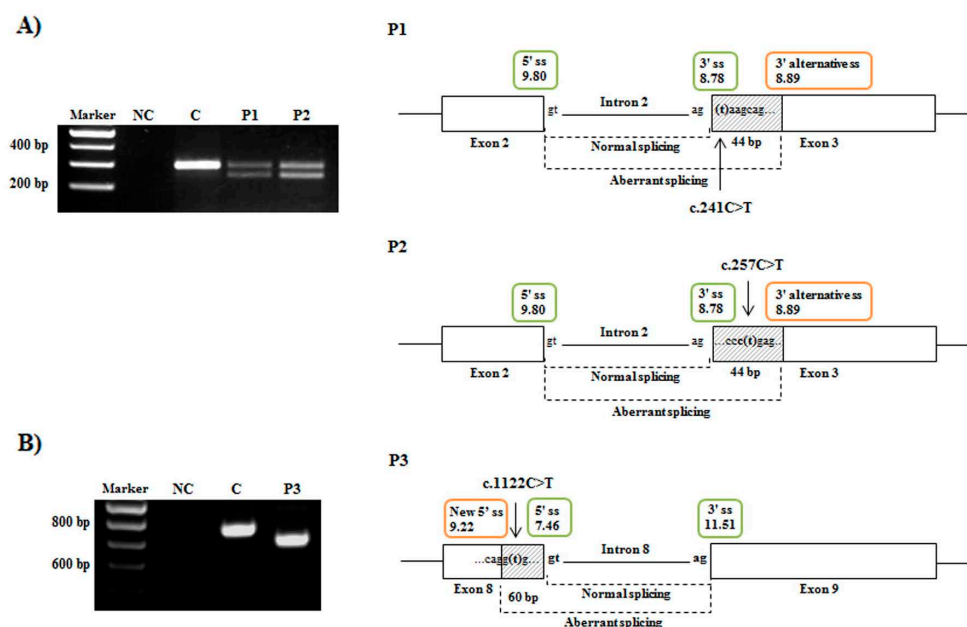 A)
Marker NC C P1 P2
400 bp
200 bp
P1
5' ss
9.80
3' ss
8.78
3' alternative ss
8.89
gt
Intron 2
ag
(t)aagcag...
Exon 2
Normal splicing
44 bp
Exon 3
Aberrant splicing
c.241C>T
P2
c.257C>T
5' ss
9.80
3' ss
8.78
3' alternative ss
8.89
gt
Intron 2
ag
...ccc(t)gag..
Exon 2
Normal splicing
44 bp
Exon 3
Aberrant splicing
B)
Marker NC C P3
800 bp
600 bp
P3
c.1122C>T
New 5' ss
9.22
5' ss
7.46
3' ss
11.51
...cagg(t)g...
gt
Intron 8
ag
Exon 8
60 bp
Normal splicing
Exon 9
Aberrant splicing